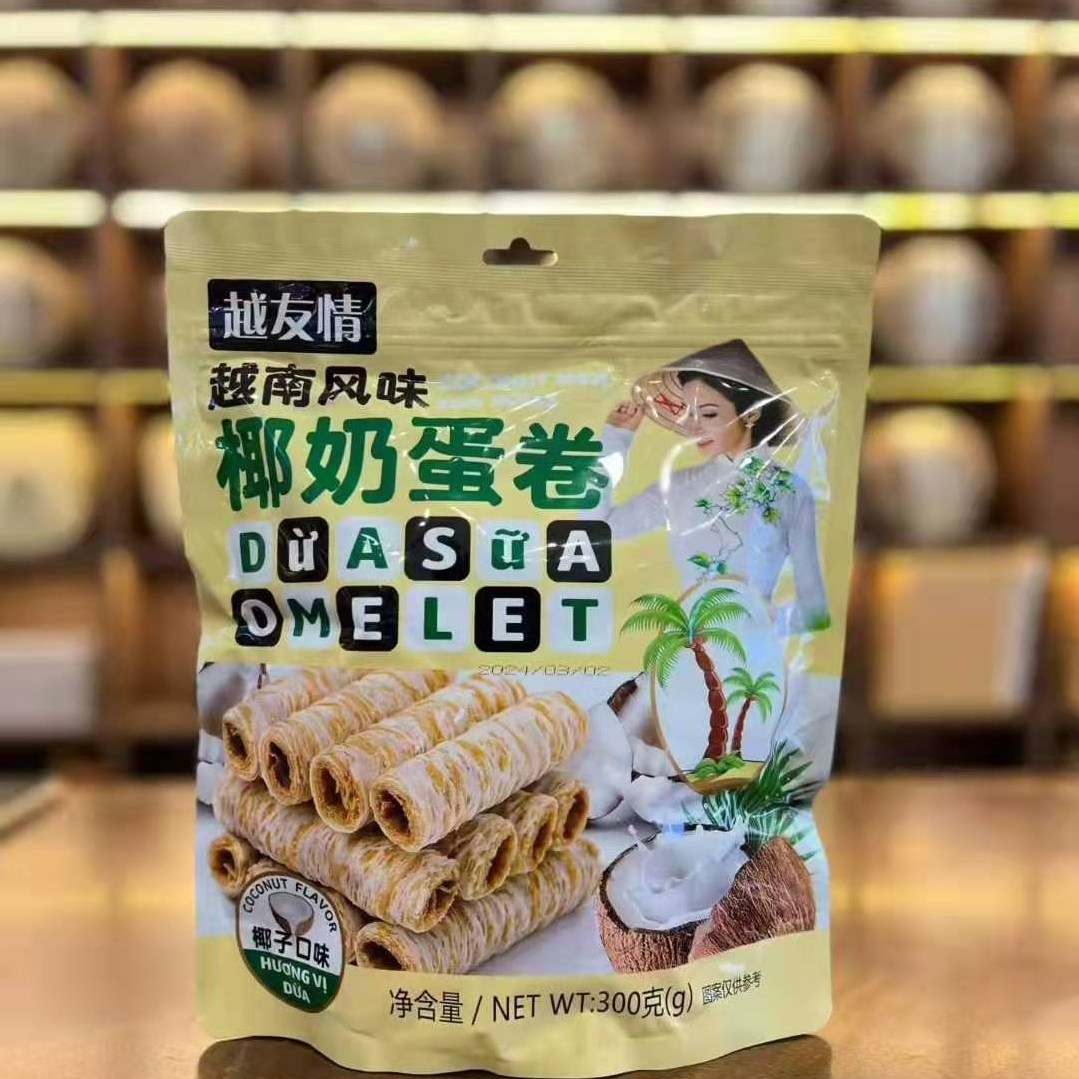 越友情
越南风味
椰奶蛋卷
DừASữA
OMELET
2024/03/02
COCONUT FLAVOR
椰子口味
HƯƠNG VỊ
DỪA
净含量 / NET WT:300克(g)
图案仅供参考